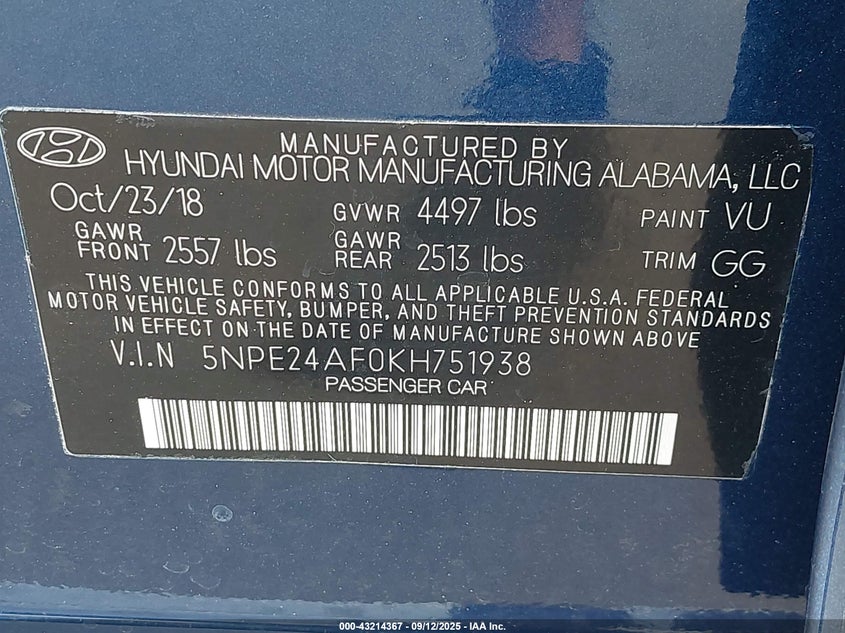 MANUFACTURED BY
HYUNDAI MOTOR MANUFACTURING ALABAMA, LLC
Oct/23/18 GVWR 4497 lbs PAINT VU
GAWR FRONT 2557 lbs GAWR REAR 2513 lbs TRIM GG
THIS VEHICLE CONFORMS TO ALL APPLICABLE U.S.A. FEDERAL
MOTOR VEHICLE SAFETY, BUMPER, AND THEFT PREVENTION STANDARDS
IN EFFECT ON THE DATE OF MANUFACTURE SHOWN ABOVE
V.I.N 5NPE24AF0KH751938
PASSENGER CAR
000-43214367 - 09/12/2025 - IAA Inc.